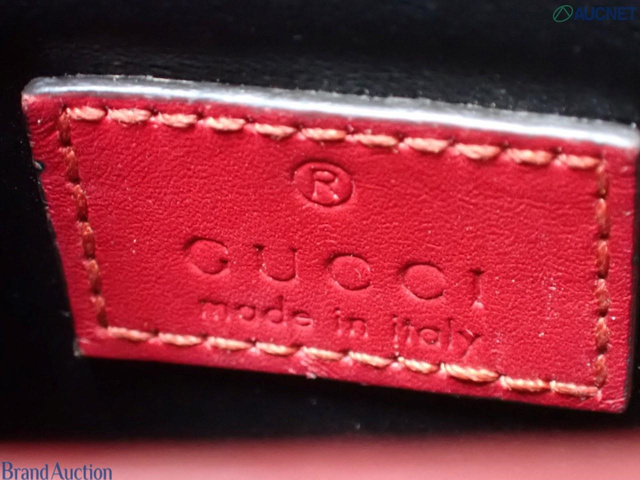 AUCNET
®
GUCCI
made in italy
Brand Auction